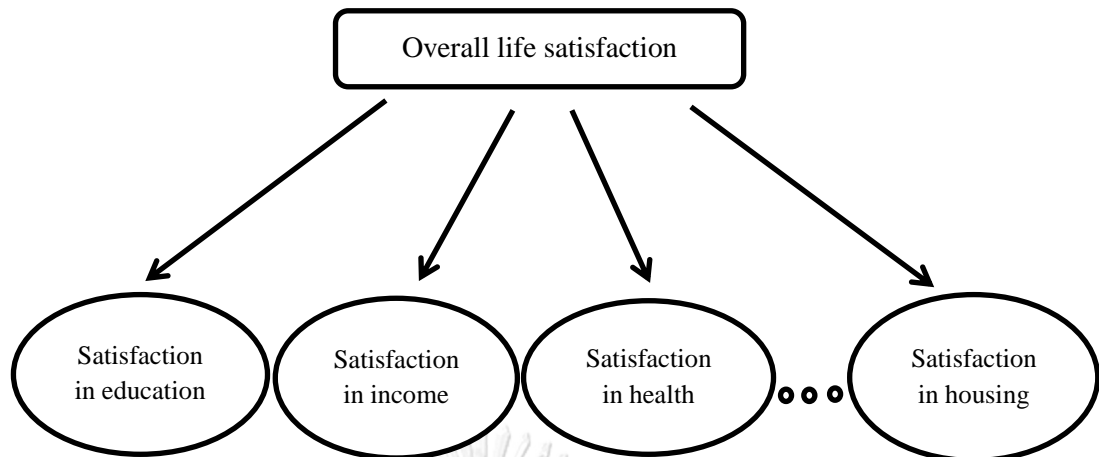 Overall life satisfaction
Satisfaction
in education
Satisfaction
in income
Satisfaction
in health
Satisfaction
in housing